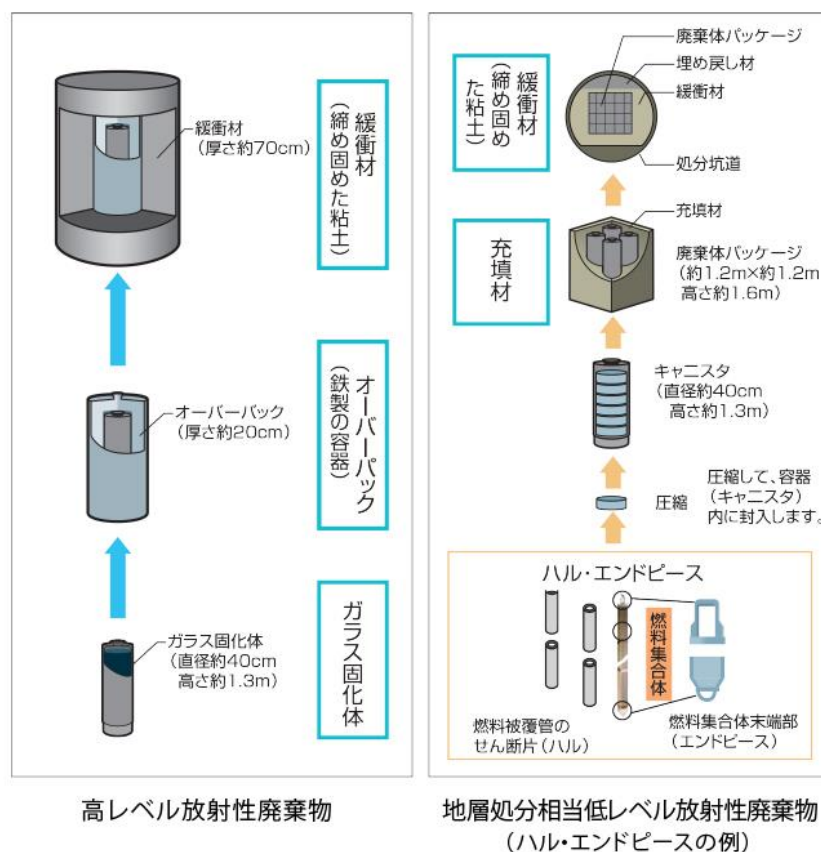 緩衝材
（厚さ約70cm）
緩衝材
（締め固めた粘土）
オーバーパック
（厚さ約20cm）
オーバーパック
（鉄製の容器）
ガラス固化体
（直径約40cm
高さ約1.3m）
ガラス固化体
高レベル放射性廃棄物
緩衝材
（締め固め
た粘土）
廃棄体パッケージ
埋め戻し材
緩衝材
処分坑道
充填材
充填材
廃棄体パッケージ
（約1.2m×約1.2m
高さ約1.6m）
キャニスタ
（直径約40cm
高さ約1.3m）
圧縮
圧縮して、容器
（キャニスタ）
内に封入します。
ハル・エンドピース
燃料集合体
燃料被覆管の
せん断片（ハル）
燃料集合体末端部
（エンドピース）
地層処分相当低レベル放射性廃棄物
（ハル・エンドピースの例）